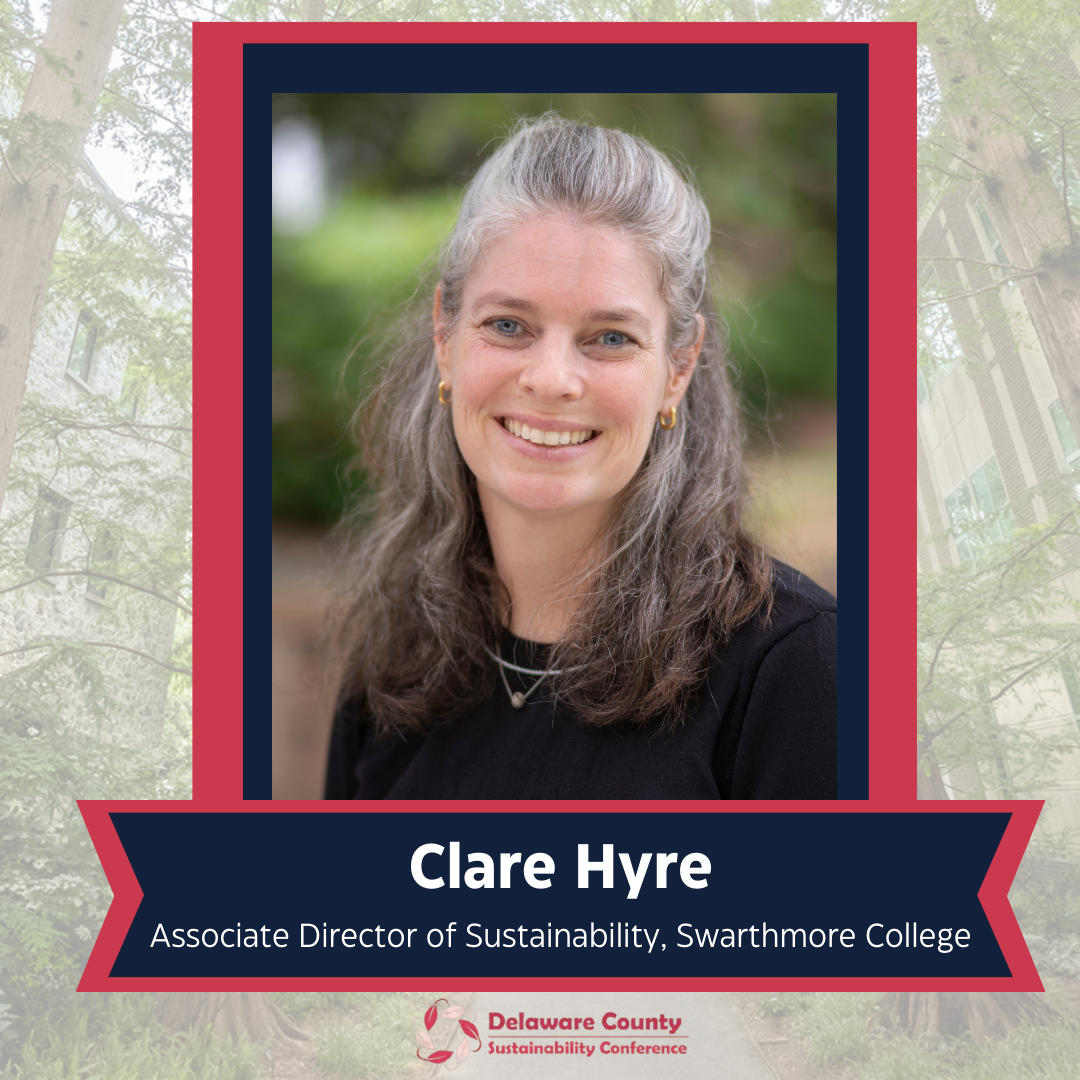 Clare Hyre
Associate Director of Sustainability, Swarthmore College
Delaware County
Sustainability Conference